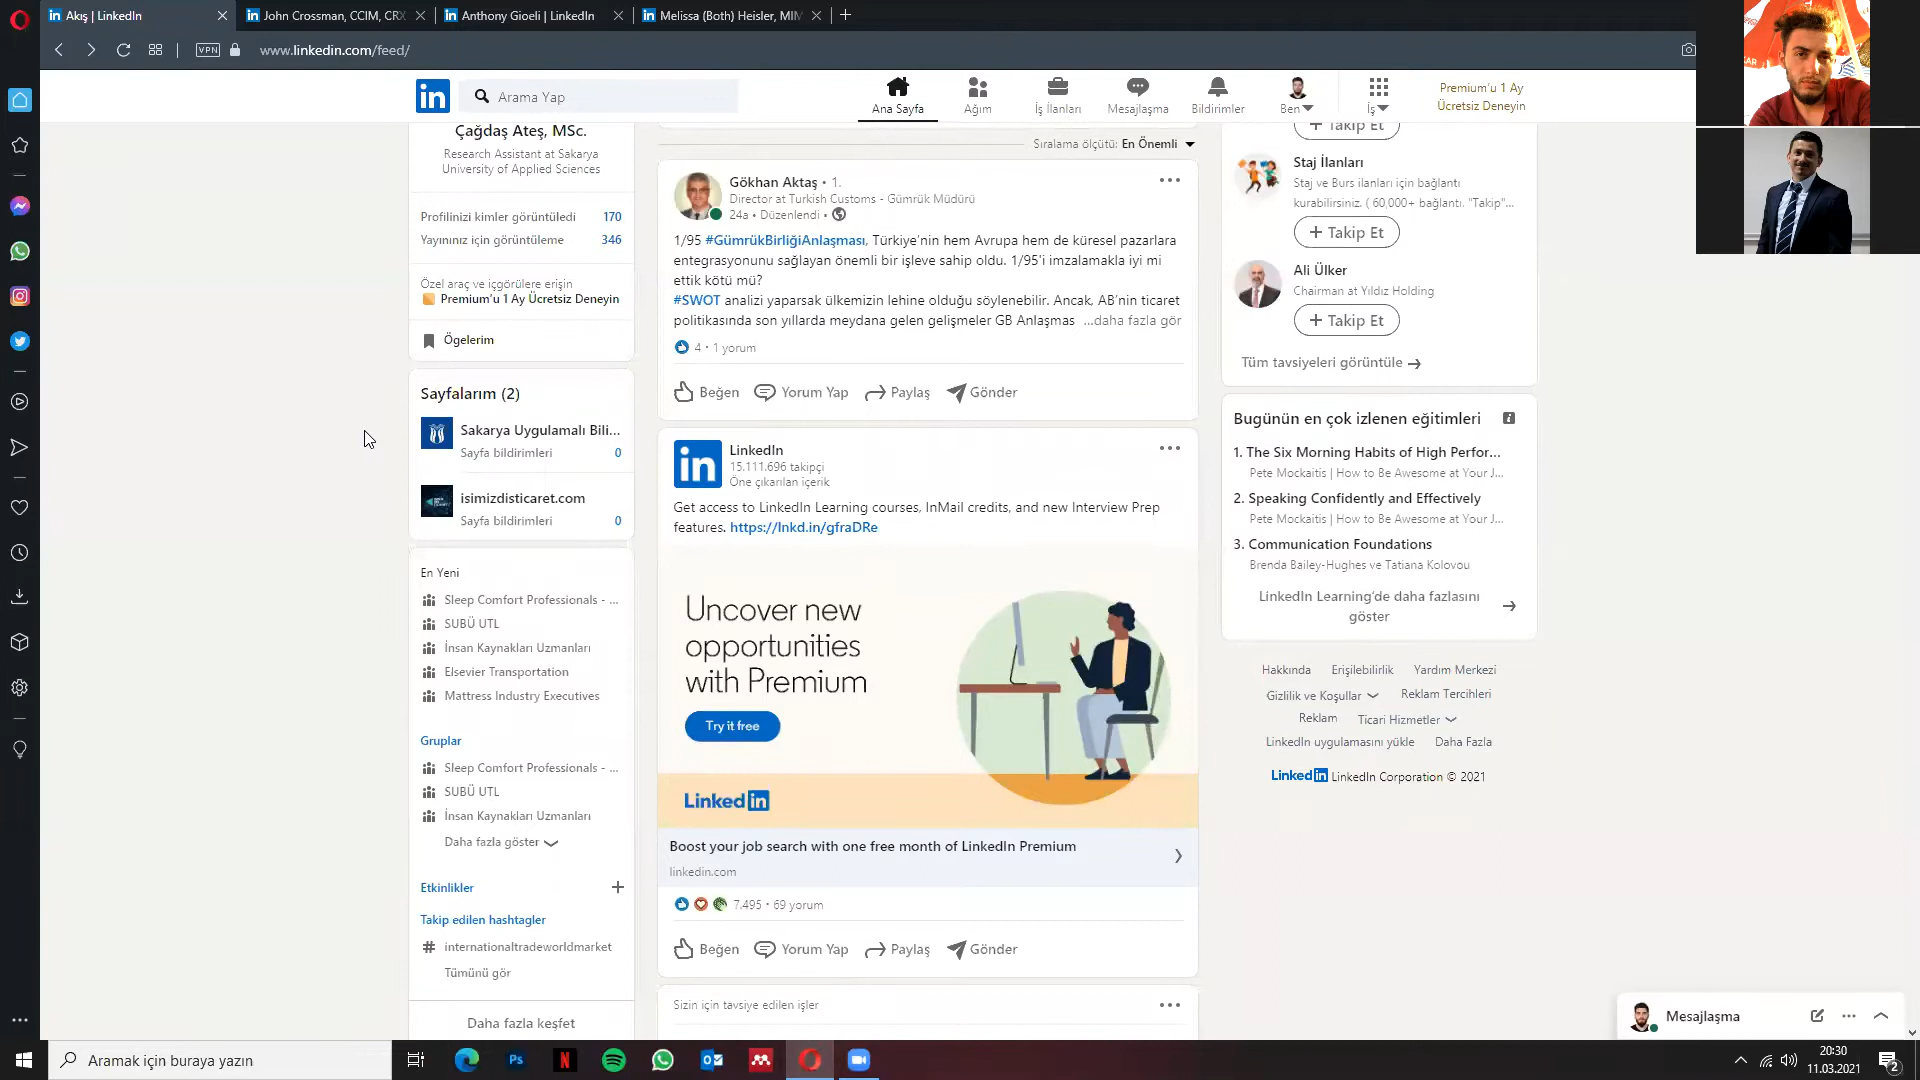 Akış | LinkedIn
John Crossman, CCIM, CRX
Anthony Gioeli | LinkedIn
Melissa (Both) Heisler, MIM
VPN
www.linkedin.com/feed/
in
Arama Yap
Ana Sayfa
Ağım
İş İlanları
Mesajlaşma
Bildirimler
Ben
İş
Premium'u 1 Ay
Ücretsiz Deneyin
Çağdaş Ateş, MSc.
Research Assistant at Sakarya
University of Applied Sciences
Profilinizi kimler görüntüledi 170
Yayınınız için görüntüleme 346
Özel araç ve içgörülere erişin
Premium'u 1 Ay Ücretsiz Deneyin
Ögelerim
Sayfalarım (2)
Sakarya Uygulamalı Bili...
Sayfa bildirimleri 0
isimizdisticaret.com
Sayfa bildirimleri 0
En Yeni
Sleep Comfort Professionals - ...
SUBÜ UTL
İnsan Kaynakları Uzmanları
Elsevier Transportation
Mattress Industry Executives
Gruplar
Sleep Comfort Professionals - ...
SUBÜ UTL
İnsan Kaynakları Uzmanları
Daha fazla göster
Etkinlikler
Takip edilen hashtagler
# internationaltradeworldmarket
Tümünü gör
Daha fazla keşfet
Sıralama ölçütü: En Önemli
Gökhan Aktaş • 1.
Director at Turkish Customs - Gümrük Müdürü
24a • Düzenlendi •
1/95 #GümrükBirliğiAnlaşması, Türkiye'nin hem Avrupa hem de küresel pazarlara
entegrasyonunu sağlayan önemli bir işleve sahip oldu. 1/95'i imzalamakla iyi mi
ettik kötü mü?
#SWOT analizi yaparsak ülkemizin lehine olduğu söylenebilir. Ancak, AB'nin ticaret
politikasında son yıllarda meydana gelen gelişmeler GB Anlaşmas ...daha fazla gör
4 • 1 yorum
Beğen Yorum Yap Paylaş Gönder
in
LinkedIn
15.111.696 takipçi
Öne çıkarılan içerik
Get access to LinkedIn Learning courses, InMail credits, and new Interview Prep
features. https://lnkd.in/gfraDRe
Uncover new
opportunities
with Premium
Try it free
Linked in
Boost your job search with one free month of LinkedIn Premium
linkedin.com
7.495 • 69 yorum
Beğen Yorum Yap Paylaş Gönder
Sizin için tavsiye edilen işler
+ Takip Et
Staj İlanları
Staj ve Burs ilanları için bağlantı
kurabilirsiniz. ( 60,000+ bağlantı. "Takip"...
+ Takip Et
Ali Ülker
Chairman at Yıldız Holding
+ Takip Et
Tüm tavsiyeleri görüntüle
Bugünün en çok izlenen eğitimleri
1. The Six Morning Habits of High Perfor...
Pete Mockaitis | How to Be Awesome at Your J...
2. Speaking Confidently and Effectively
Pete Mockaitis | How to Be Awesome at Your J...
3. Communication Foundations
Brenda Bailey-Hughes ve Tatiana Kolovou
LinkedIn Learning'de daha fazlasını
göster
Hakkında Erişilebilirlik Yardım Merkezi
Gizlilik ve Koşullar Reklam Tercihleri
Reklam Ticari Hizmetler
LinkedIn uygulamasını yükle Daha Fazla
Linkedin LinkedIn Corporation © 2021
Mesajlaşma
Aramak için buraya yazın
Ps
N
20:30
11.03.2021
2